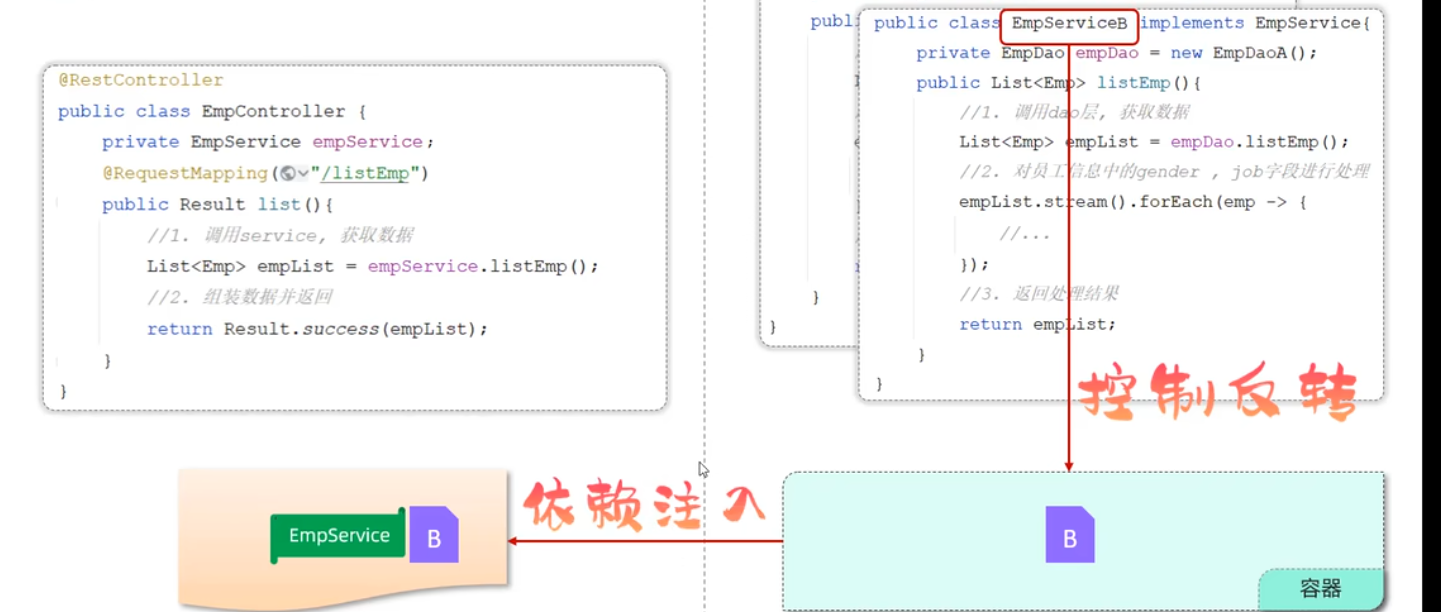 @RestController
public class EmpController {
private EmpService empService;
@RequestMapping("/listEmp")
public Result list(){
//1. 调用service, 获取数据
List<Emp> empList = empService.listEmp();
//2. 组装数据并返回
return Result.success(empList);
}
}
publi
}
}
public class EmpServiceB implements EmpService{
private EmpDao empDao = new EmpDaoA();
public List<Emp> listEmp(){
//1. 调用dao层, 获取数据
List<Emp> empList = empDao.listEmp();
//2. 对员工信息中的gender , job字段进行处理
empList.stream().forEach(emp -> {
//...
});
//3. 返回处理结果
return empList;
}
}
控制反转
依赖注入
EmpService
B
B
容器